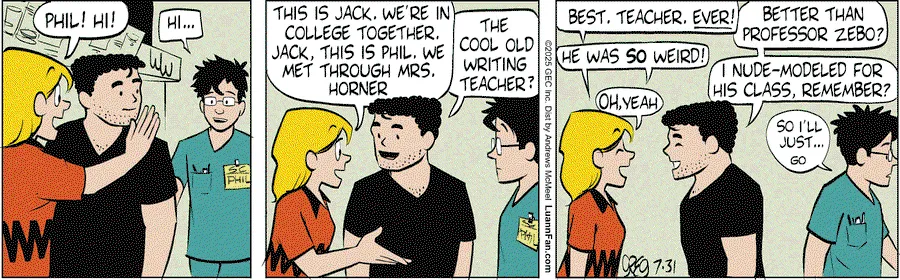 PHIL! HI!
HI...
SC
PHIL
THIS IS JACK. WE'RE IN
COLLEGE TOGETHER.
JACK, THIS IS PHIL. WE
MET THROUGH MRS.
HORNER
THE
COOL OLD
WRITING
TEACHER?
©2025 GEC Inc. Dist by Andrews McMeel LuannFan.com
BEST. TEACHER. EVER!
BETTER THAN
PROFESSOR ZEBO?
HE WAS SO WEIRD!
I NUDE-MODELED FOR
HIS CLASS, REMEMBER?
OH, YEAH
SO I'LL
JUST...
GO
GREG 7·31